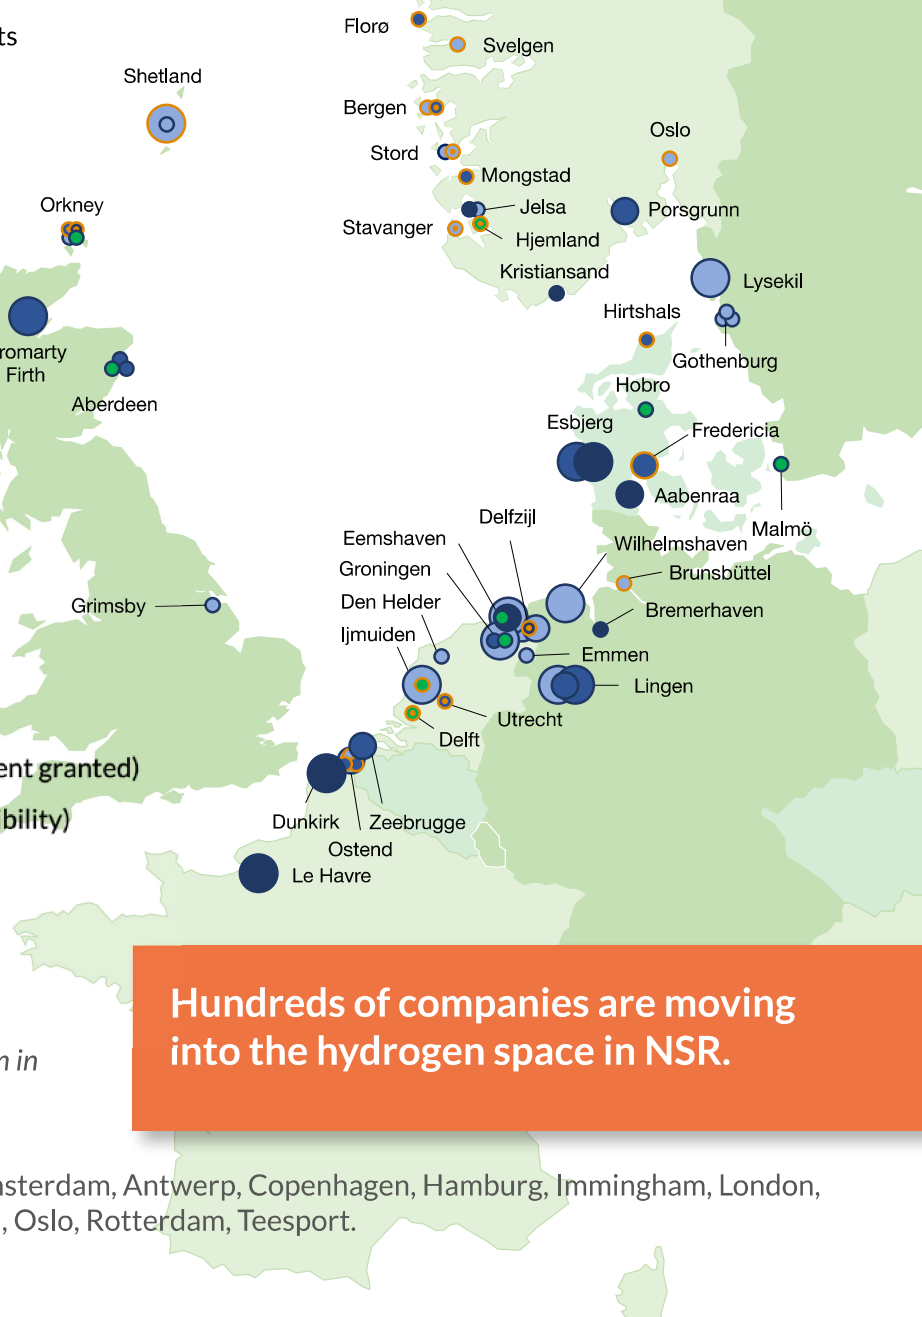 ts
Florø
Svelgen
Shetland
Bergen
Oslo
Stord
Mongstad
Orkney
Jelsa
Porsgrunn
Stavanger
Hjemland
Kristiansand
Lysekil
Hirtshals
romarty
Firth
Gothenburg
Hobro
Aberdeen
Esbjerg
Fredericia
Aabenraa
Delfzijl
Malmö
Eemshaven
Wilhelmshaven
Groningen
Brunsbüttel
Den Helder
Grimsby
Bremerhaven
Ijmuiden
Emmen
Lingen
Utrecht
Delft
ent granted)
ibility)
Dunkirk
Zeebrugge
Ostend
Le Havre
Hundreds of companies are moving
into the hydrogen space in NSR.
n in
nsterdam, Antwerp, Copenhagen, Hamburg, Immingham, London,
, Oslo, Rotterdam, Teesport.